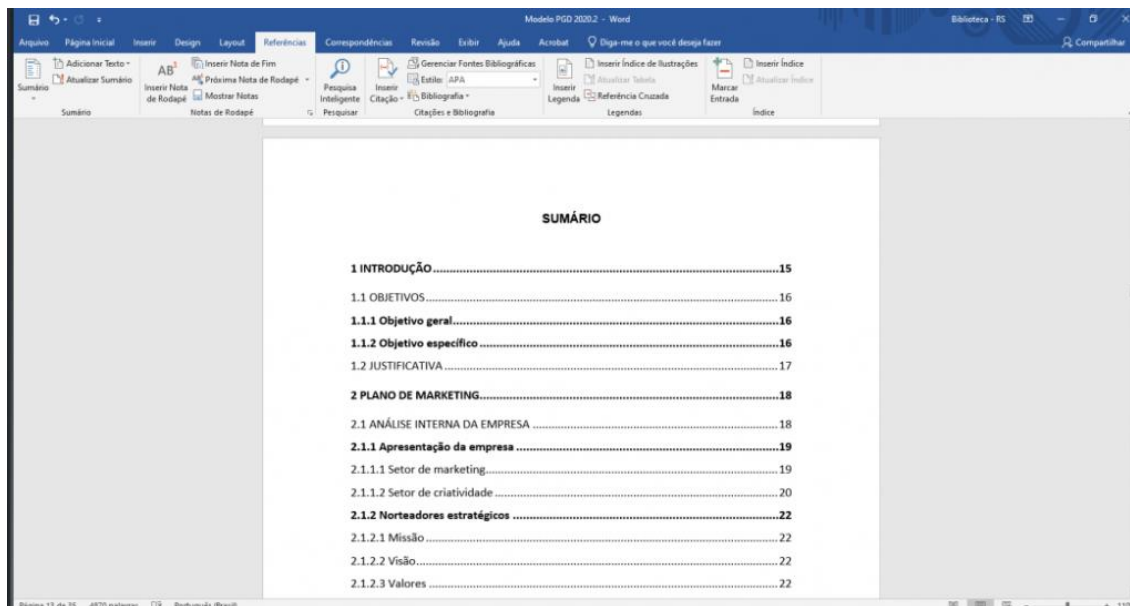 Modelo PGD 2020.2 - Word
Biblioteca - RS
Arquivo Página Inicial Inserir Design Layout Referências Correspondências Revisão Exibir Ajuda Acrobat Diga-me o que você deseja fazer
Compartilhar
Sumário
Adicionar Texto
Atualizar Sumário
Sumário
AB¹
Inserir Nota de Rodapé
Inserir Nota de Fim
Próxima Nota de Rodapé
Mostrar Notas
Notas de Rodapé
Pesquisa Inteligente
Pesquisar
Inserir Citação
Gerenciar Fontes Bibliográficas
Estilo: APA
Bibliografia
Citações e Bibliografia
Inserir Legenda
Inserir Índice de Ilustrações
Atualizar Tabela
Referência Cruzada
Legendas
Marcar Entrada
Inserir Índice
Atualizar Índice
Índice
SUMÁRIO
1 INTRODUÇÃO.....15
1.1 OBJETIVOS.....16
1.1.1 Objetivo geral.....16
1.1.2 Objetivo específico.....16
1.2 JUSTIFICATIVA.....17
2 PLANO DE MARKETING.....18
2.1 ANÁLISE INTERNA DA EMPRESA.....18
2.1.1 Apresentação da empresa.....19
2.1.1.1 Setor de marketing.....19
2.1.1.2 Setor de criatividade.....20
2.1.2 Norteadores estratégicos.....22
2.1.2.1 Missão.....22
2.1.2.2 Visão.....22
2.1.2.3 Valores.....22
Português (Brasil)